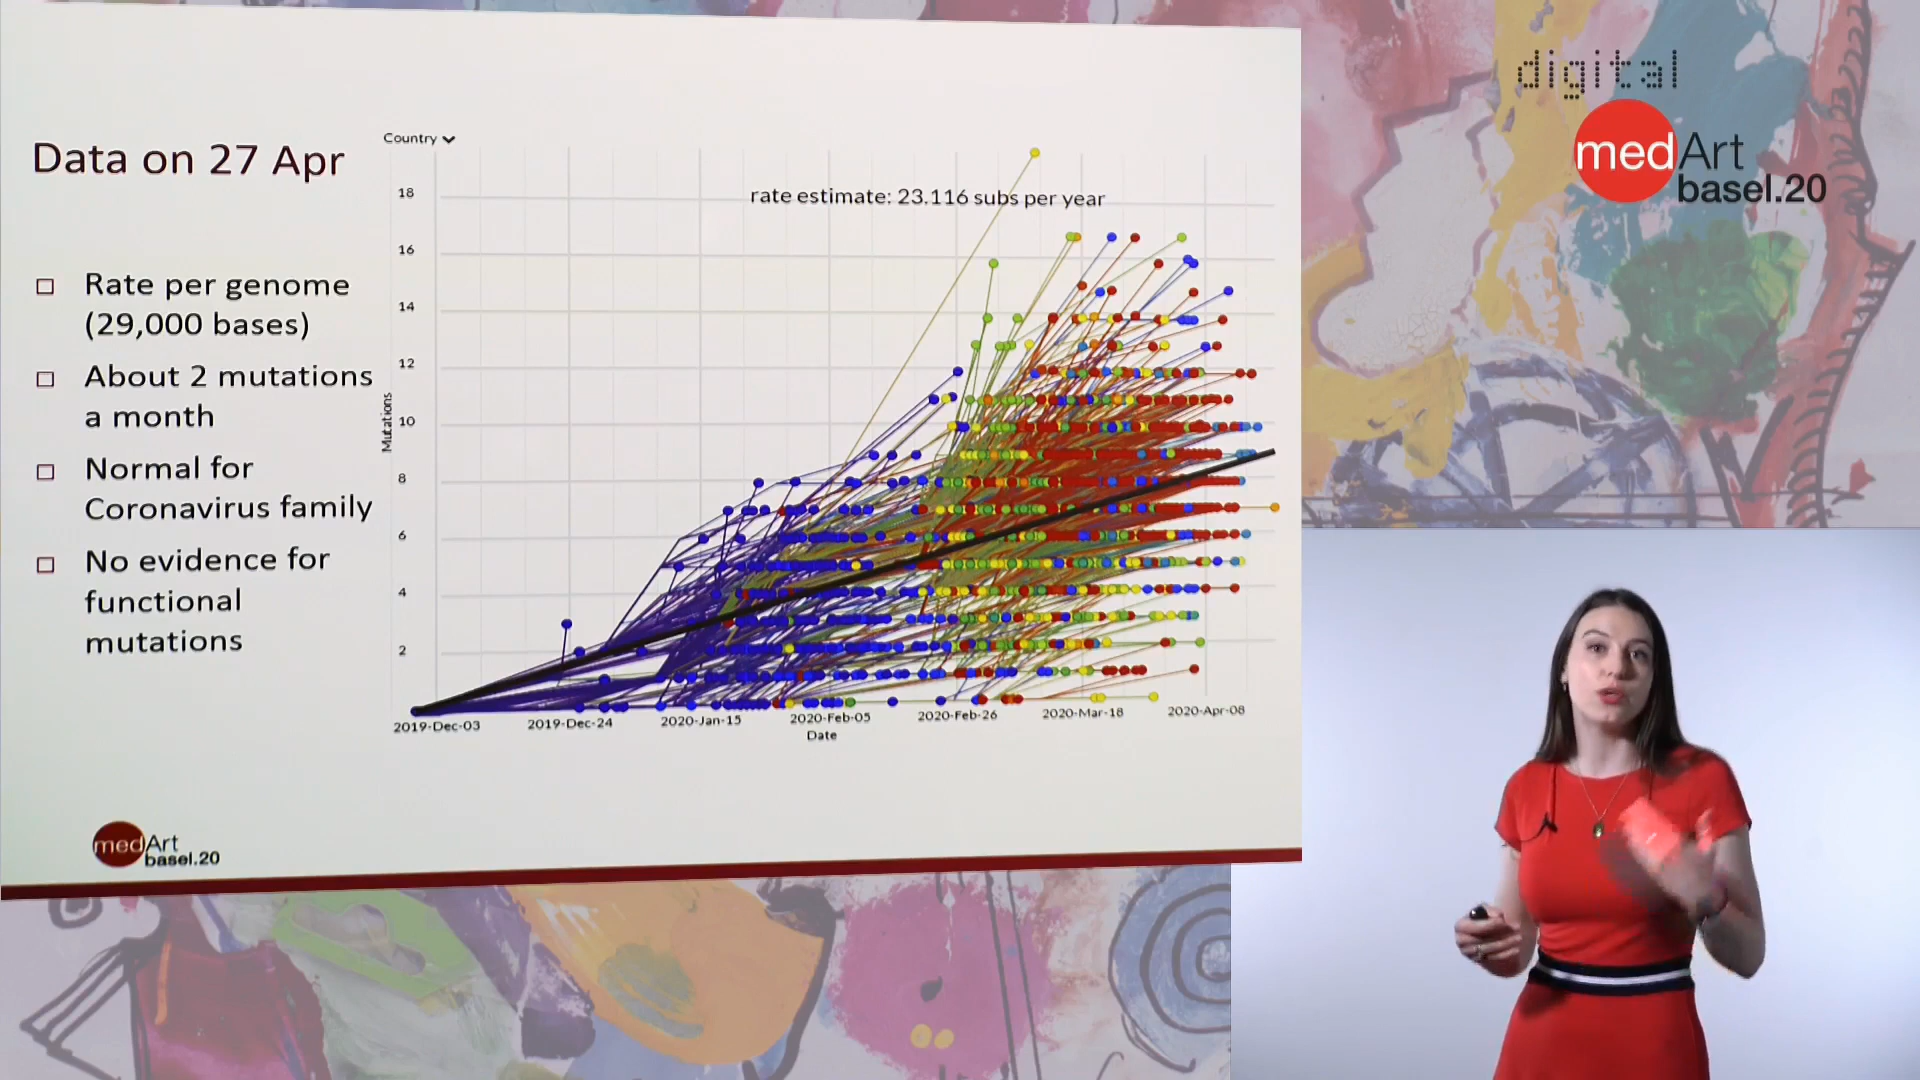 Data on 27 Apr
Rate per genome
(29,000 bases)
About 2 mutations
a month
Normal for
Coronavirus family
No evidence for
functional
mutations
Country
rate estimate: 23.116 subs per year
18
16
14
12
10
8
6
4
2
Mutations
2019-Dec-03
2019-Dec-24
2020-Jan-15
2020-Feb-05
2020-Feb-26
2020-Mar-18
2020-Apr-08
Date
medArt
basel.20
digital
medArt
basel.20